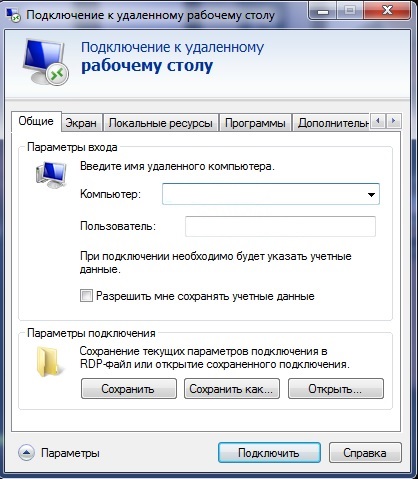 Подключение к удаленному рабочему столу
Подключение к удаленному
рабочему столу
Общие Экран Локальные ресурсы Программы Дополнительн
Параметры входа
Введите имя удаленного компьютера.
Компьютер:
Пользователь:
При подключении необходимо будет указать учетные
данные.
Разрешить мне сохранять учетные данные
Параметры подключения
Сохранение текущих параметров подключения в
RDP-файл или открытие сохраненного подключения.
Сохранить Сохранить как... Открыть...
Параметры Подключить Справка